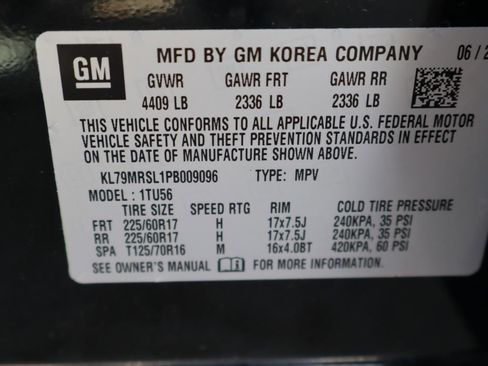 GM
MFD BY GM KOREA COMPANY 06 / 2
GVWR GAWR FRT GAWR RR
4409 LB 2336 LB 2336 LB
THIS VEHICLE CONFORMS TO ALL APPLICABLE U.S. FEDERAL MOTOR
VEHICLE SAFETY AND THEFT PREVENTION STANDARDS IN EFFECT ON
DATE OF MANUFACTURE SHOWN ABOVE.
KL79MRSL1PB009096 TYPE: MPV
MODEL: 1TU56
TIRE SIZE SPEED RTG RIM COLD TIRE PRESSURE
FRT 225/60R17 H 17x7.5J 240KPA, 35 PSI
RR 225/60R17 H 17x7.5J 240KPA, 35 PSI
SPA T125/70R16 M 16x4.0BT 420KPA, 60 PSI
SEE OWNER'S MANUAL FOR MORE INFORMATION.